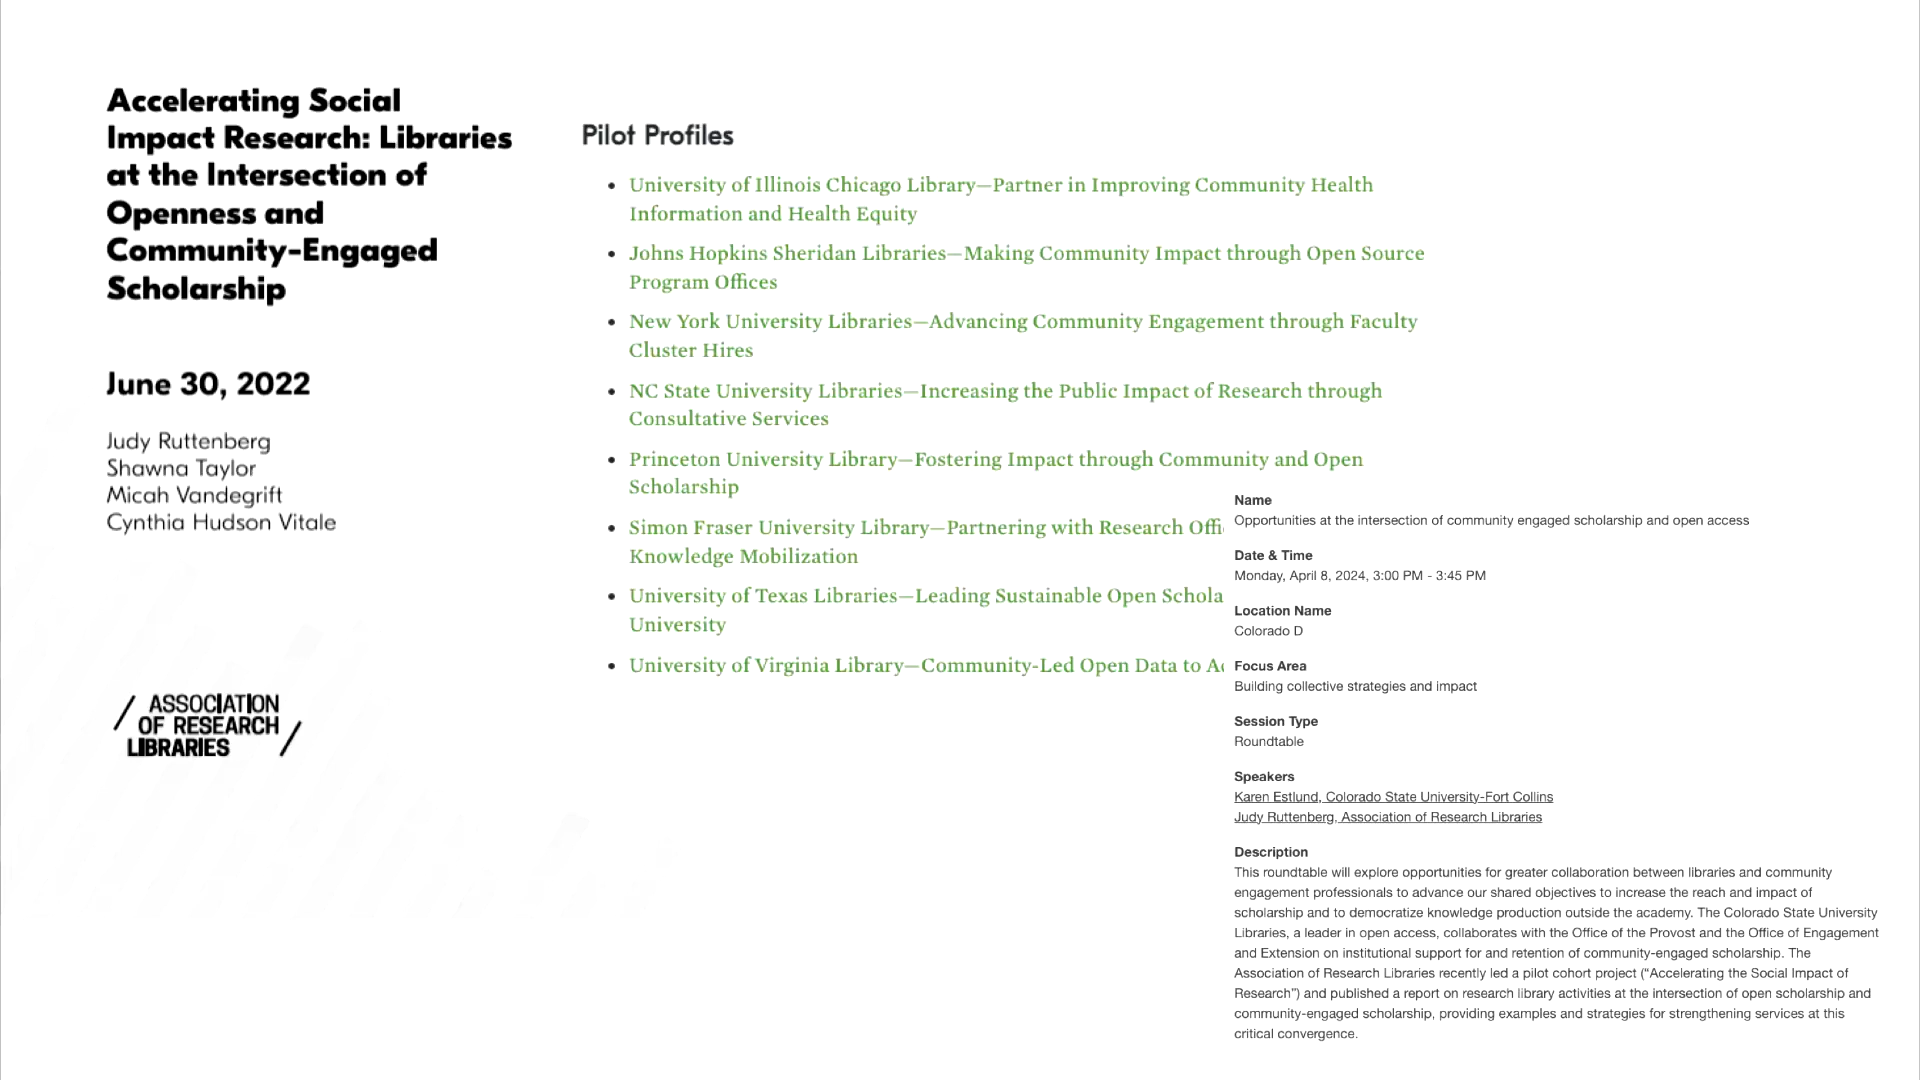 Accelerating Social
Impact Research: Libraries
at the Intersection of
Openness and
Community-Engaged
Scholarship
June 30, 2022
Judy Ruttenberg
Shawna Taylor
Micah Vandegrift
Cynthia Hudson Vitale
ASSOCIATION
OF RESEARCH
LIBRARIES
Pilot Profiles
University of Illinois Chicago Library—Partner in Improving Community Health
Information and Health Equity
Johns Hopkins Sheridan Libraries—Making Community Impact through Open Source
Program Offices
New York University Libraries—Advancing Community Engagement through Faculty
Cluster Hires
NC State University Libraries—Increasing the Public Impact of Research through
Consultative Services
Princeton University Library—Fostering Impact through Community and Open
Scholarship
Simon Fraser University Library—Partnering with Research
Knowledge Mobilization
University of Texas Libraries—Leading Sustainable Open
University
University of Virginia Library—Community-Led Open Data to
Name
Opportunities at the intersection of community engaged scholarship and open access
Date & Time
Monday, April 8, 2024, 3:00 PM - 3:45 PM
Location Name
Colorado D
Focus Area
Building collective strategies and impact
Session Type
Roundtable
Speakers
Karen Estlund, Colorado State University-Fort Collins
Judy Ruttenberg, Association of Research Libraries
Description
This roundtable will explore opportunities for greater collaboration between libraries and community
engagement professionals to advance our shared objectives to increase the reach and impact of
scholarship and to democratize knowledge production outside the academy. The Colorado State University
Libraries, a leader in open access, collaborates with the Office of the Provost and the Office of Engagement
and Extension on institutional support for and retention of community-engaged scholarship. The
Association of Research Libraries recently led a pilot cohort project (“Accelerating the Social Impact of
Research”) and published a report on research library activities at the intersection of open scholarship and
community-engaged scholarship, providing examples and strategies for strengthening services at this
critical convergence.